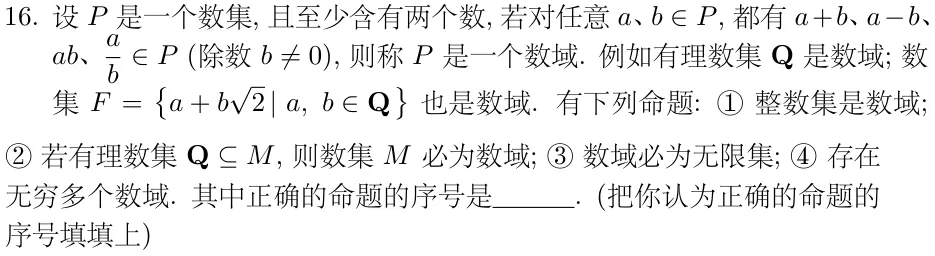 16. 设 P 是一个数集, 且至少含有两个数, 若对任意 a、b ∈ P, 都有 a+b、a−b、
ab、a/b ∈ P (除数 b ≠ 0), 则称 P 是一个数域. 例如有理数集 Q 是数域; 数
集 F = {a + b√2 | a, b ∈ Q} 也是数域. 有下列命题: ① 整数集是数域;
② 若有理数集 Q ⊆ M, 则数集 M 必为数域; ③ 数域必为无限集; ④ 存在
无穷多个数域. 其中正确的命题的序号是______. (把你认为正确的命题的
序号填填上)